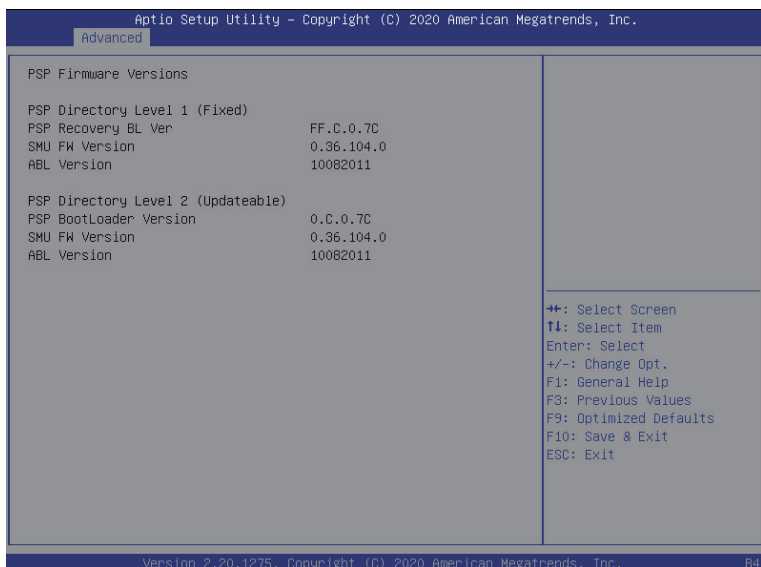 Aptio Setup Utility – Copyright (C) 2020 American Megatrends, Inc.
Advanced
PSP Firmware Versions
PSP Directory Level 1 (Fixed)
PSP Recovery BL Ver FF.C.0.7C
SMU FW Version 0.36.104.0
ABL Version 10082011
PSP Directory Level 2 (Updateable)
PSP BootLoader Version 0.C.0.7C
SMU FW Version 0.36.104.0
ABL Version 10082011
→←: Select Screen
↑↓: Select Item
Enter: Select
+/-: Change Opt.
F1: General Help
F3: Previous Values
F9: Optimized Defaults
F10: Save & Exit
ESC: Exit
Version 2.20.1275. Copyright (C) 2020 American Megatrends, Inc.
B4